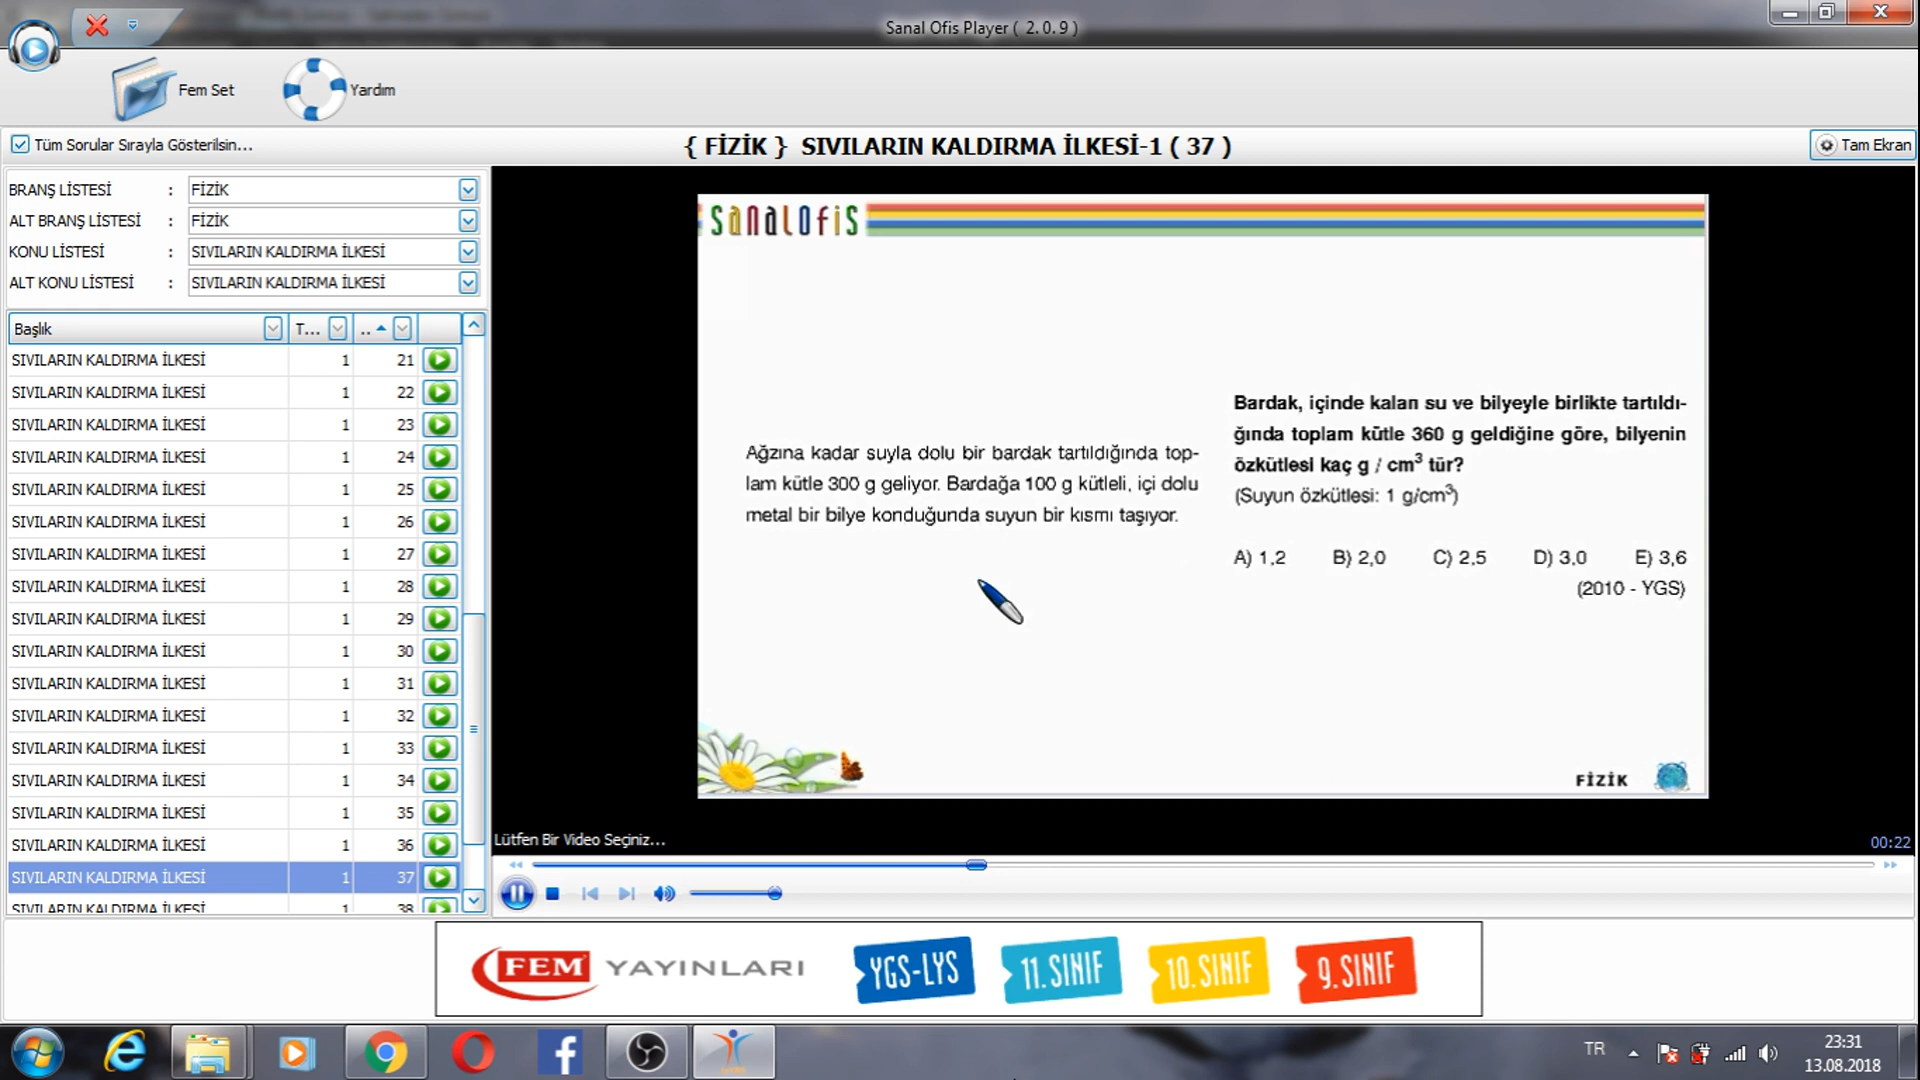 Sanal Ofis Player ( 2.0.9 )
Fem Set
Yardım
Tüm Sorular Sırayla Gösterilsin...
{ FİZİK }  SIVILARIN KALDIRMA İLKESİ-1 ( 37 )
Tam Ekran
BRANŞ LİSTESİ : FİZİK
ALT BRANŞ LİSTESİ : FİZİK
KONU LİSTESİ : SIVILARIN KALDIRMA İLKESİ
ALT KONU LİSTESİ : SIVILARIN KALDIRMA İLKESİ
Başlık T... ..
SIVILARIN KALDIRMA İLKESİ 1 21
SIVILARIN KALDIRMA İLKESİ 1 22
SIVILARIN KALDIRMA İLKESİ 1 23
SIVILARIN KALDIRMA İLKESİ 1 24
SIVILARIN KALDIRMA İLKESİ 1 25
SIVILARIN KALDIRMA İLKESİ 1 26
SIVILARIN KALDIRMA İLKESİ 1 27
SIVILARIN KALDIRMA İLKESİ 1 28
SIVILARIN KALDIRMA İLKESİ 1 29
SIVILARIN KALDIRMA İLKESİ 1 30
SIVILARIN KALDIRMA İLKESİ 1 31
SIVILARIN KALDIRMA İLKESİ 1 32
SIVILARIN KALDIRMA İLKESİ 1 33
SIVILARIN KALDIRMA İLKESİ 1 34
SIVILARIN KALDIRMA İLKESİ 1 35
SIVILARIN KALDIRMA İLKESİ 1 36
SIVILARIN KALDIRMA İLKESİ 1 37
SIVILARIN KALDIRMA İLKESİ 1 38
SANALOFİS
Ağzına kadar suyla dolu bir bardak tartıldığında top-
lam kütle 300 g geliyor. Bardağa 100 g kütleli, içi dolu
metal bir bilye konduğunda suyun bir kısmı taşıyor.
Bardak, içinde kalan su ve bilyeyle birlikte tartıldı-
ğında toplam kütle 360 g geldiğine göre, bilyenin
özkütlesi kaç g / cm³ tür?
(Suyun özkütlesi: 1 g/cm³)
A) 1,2 B) 2,0 C) 2,5 D) 3,0 E) 3,6
(2010 - YGS)
FİZİK
Lütfen Bir Video Seçiniz...
00:22
FEM YAYINLARI
YGS-LYS
11. SINIF
10. SINIF
9. SINIF
TR
23:31
13.08.2018